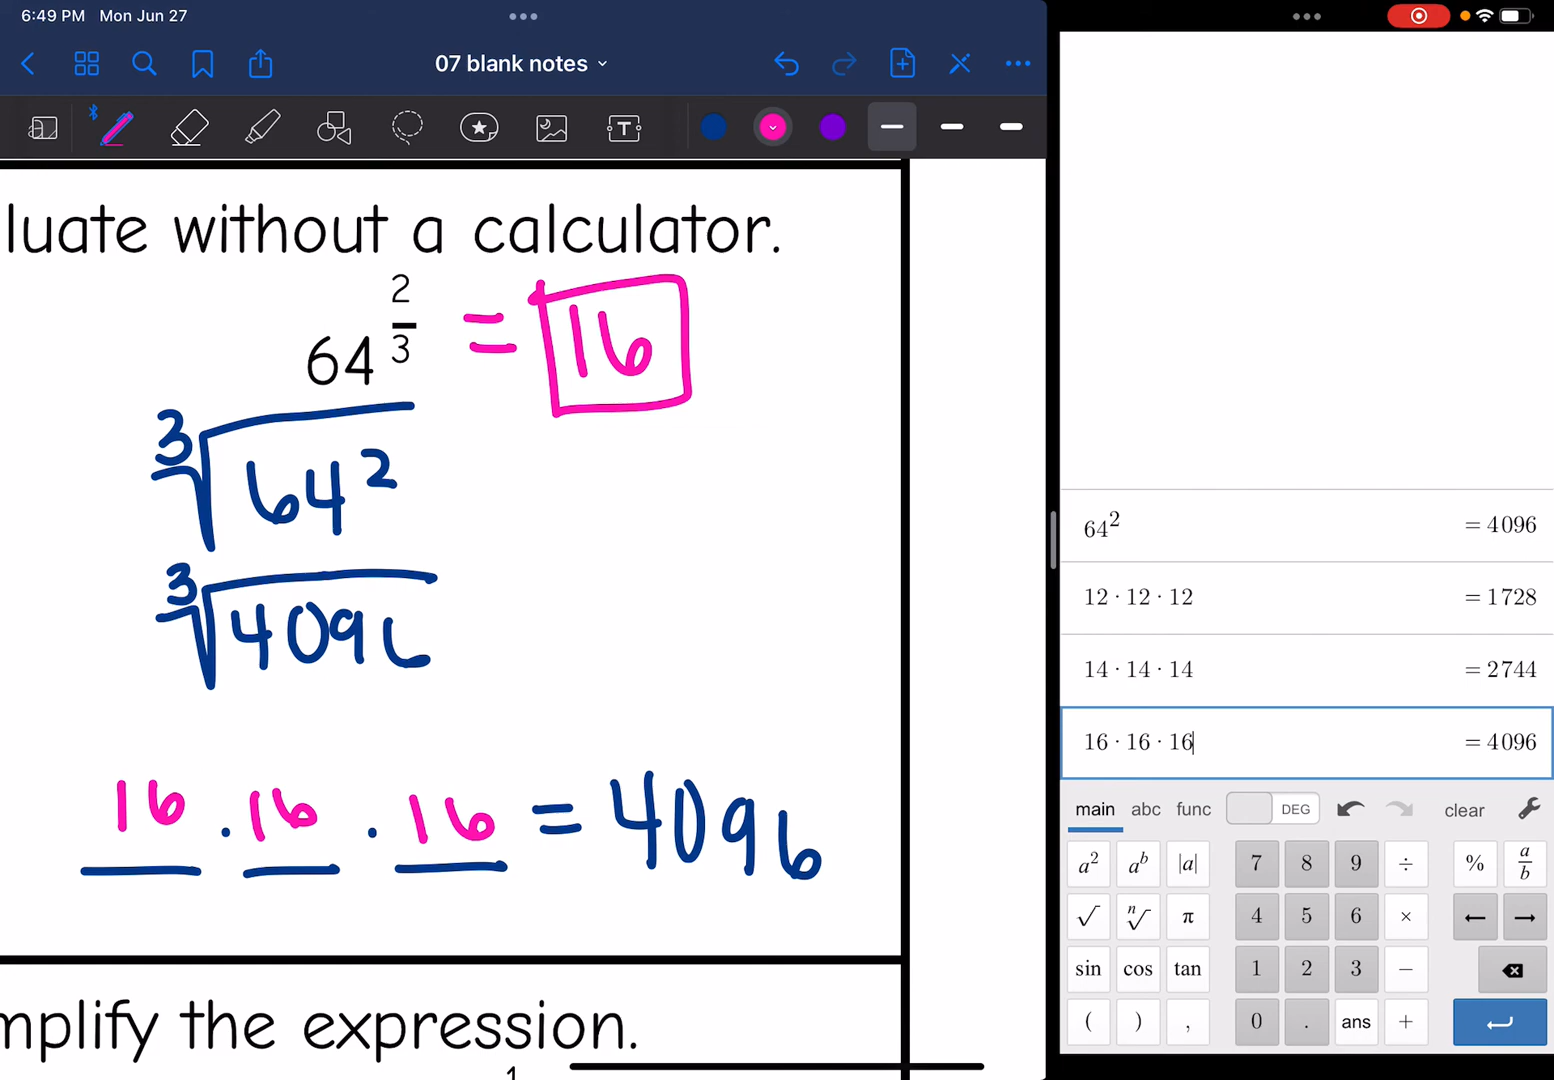 6:49 PM Mon Jun 27
07 blank notes
luate without a calculator.
64^(2/3) = 16
∛64²
∛4096
16 · 16 · 16 = 4096
mplify the expression.
1
64² = 4096
12 · 12 · 12 = 1728
14 · 14 · 14 = 2744
16 · 16 · 16 = 4096
main abc func DEG clear
a² aᵇ |a| 7 8 9 ÷ % a/b
√ ⁿ√ π 4 5 6 × ← →
sin cos tan 1 2 3 −
( ) , 0 . ans +